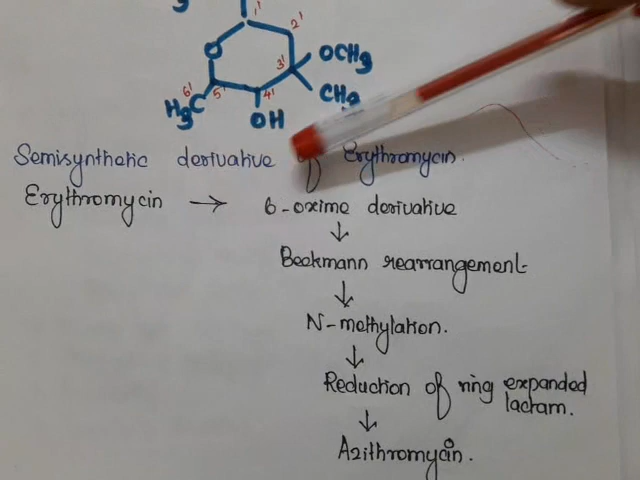 3
1'
2'
O
3'
OCH3
6'
5'
4'
CH3
H3C
OH
Semisynthetic derivative of Erythromycin.
Erythromycin → 6-oxime derivative
↓
Beckmann rearrangement
↓
N-methylation.
↓
Reduction of ring expanded
lactam.
↓
Azithromycin.